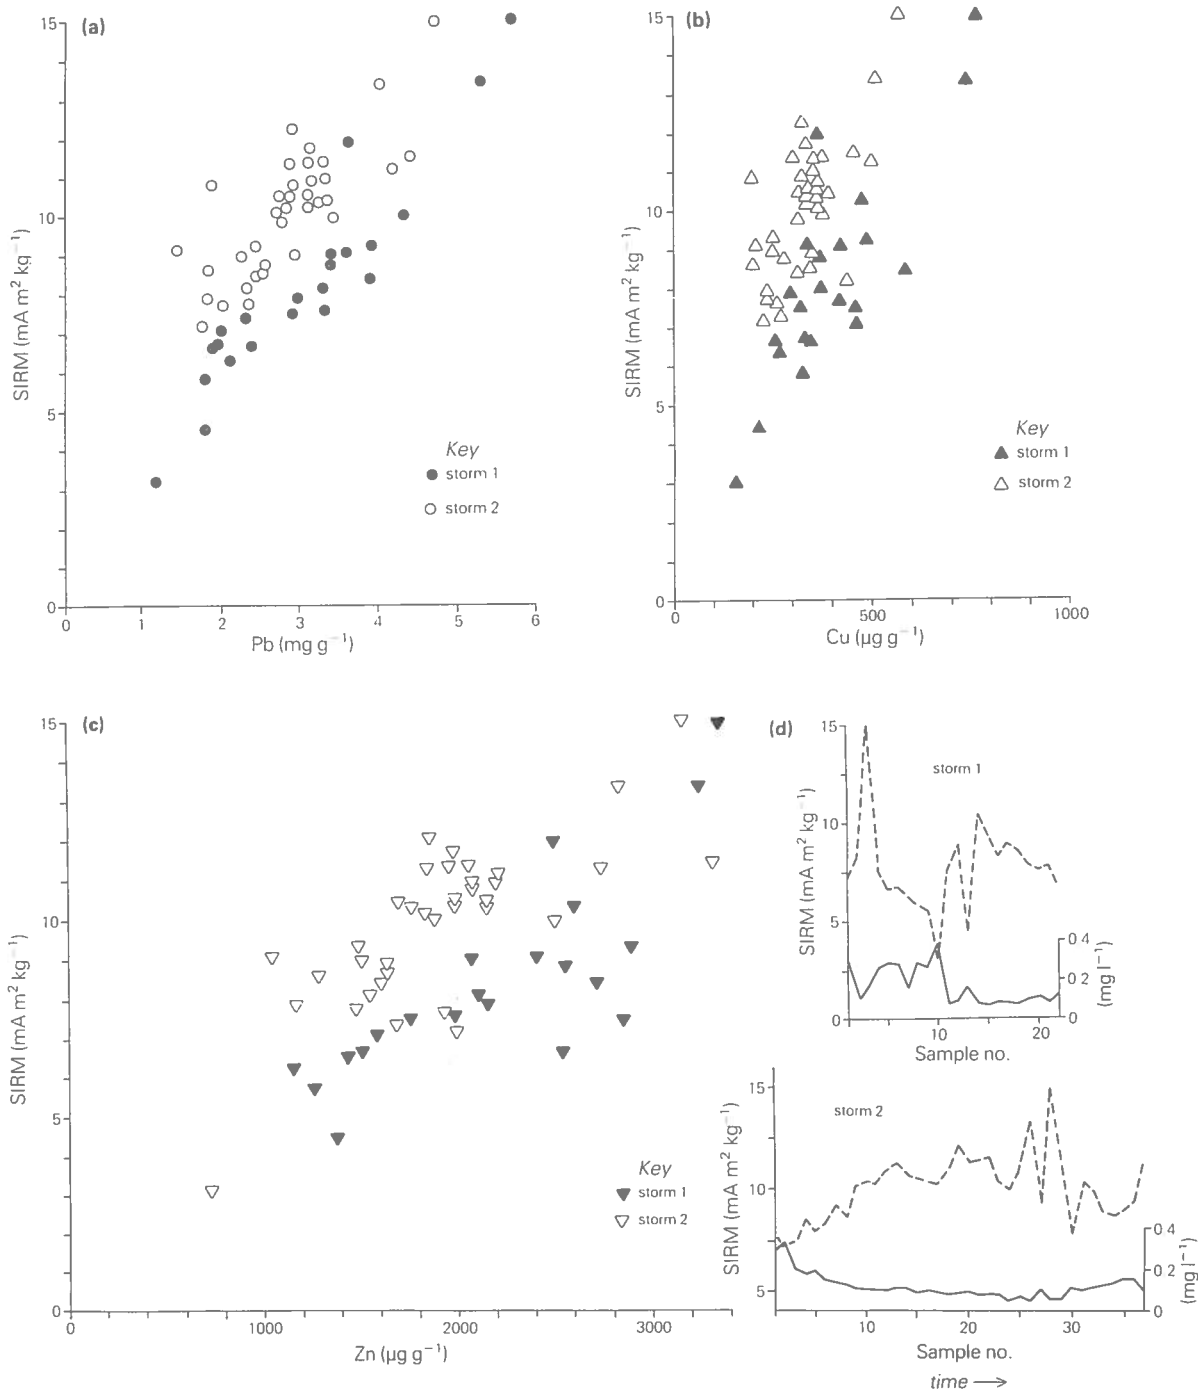 (a)
15
10
5
0
SIRM (mA m² kg⁻¹)
Key
storm 1
storm 2
0 1 2 3 4 5 6
Pb (mg g⁻¹)
(b)
15
10
5
0
SIRM (mA m² kg⁻¹)
Key
storm 1
storm 2
0 500 1000
Cu (µg g⁻¹)
(c)
15
10
5
0
SIRM (mA m² kg⁻¹)
Key
storm 1
storm 2
0 1000 2000 3000
Zn (µg g⁻¹)
(d)
storm 1
15
10
5
0
SIRM (mA m² kg⁻¹)
0 4
0 2
0
(mg l⁻¹)
10 20
Sample no.
storm 2
15
10
5
SIRM (mA m² kg⁻¹)
0 4
0 2
0
(mg l⁻¹)
10 20 30
Sample no.
time